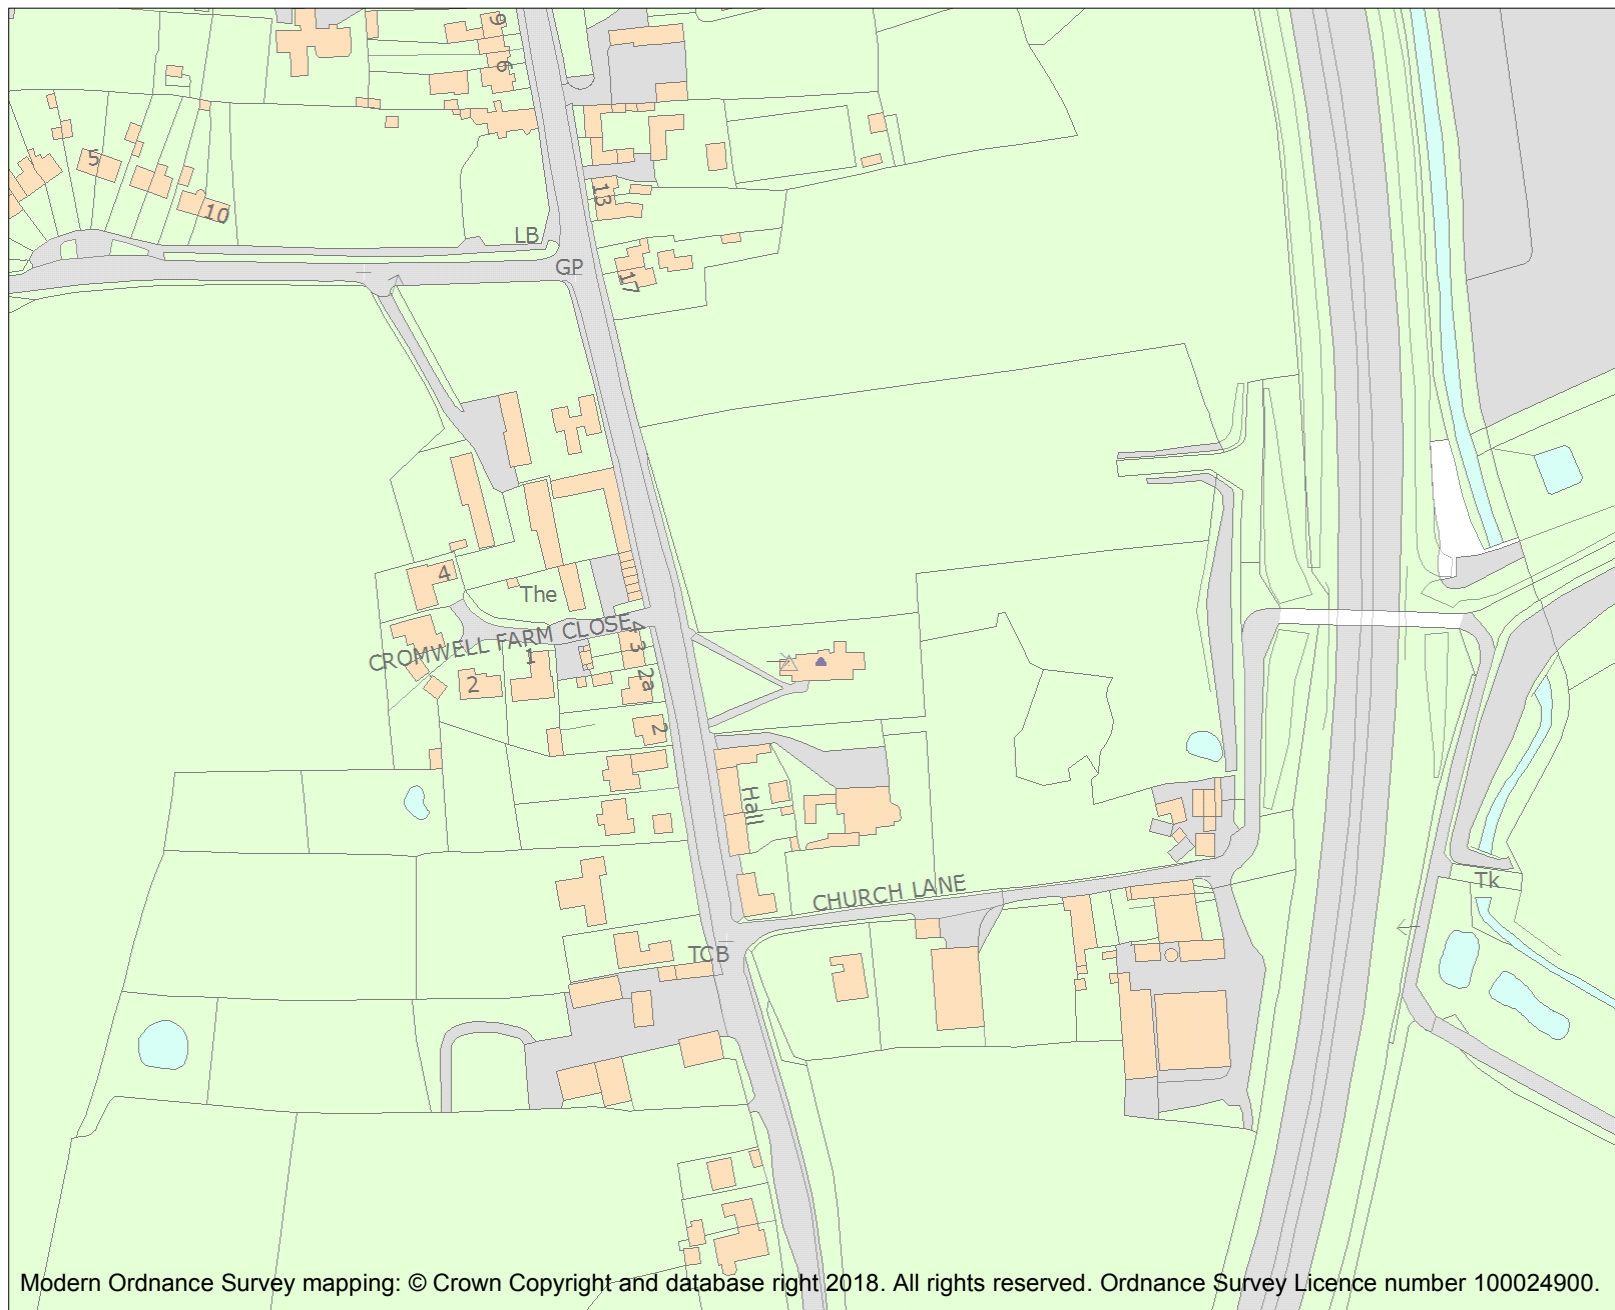 9
6
5
13
10
LB
GP
17
4
The
CROMWELL FARM CLOSE
4
3
1
2
2a
2
Hall
CHURCH LANE
Tk
TCB
Modern Ordnance Survey mapping: © Crown Copyright and database right 2018. All rights reserved. Ordnance Survey Licence number 100024900.